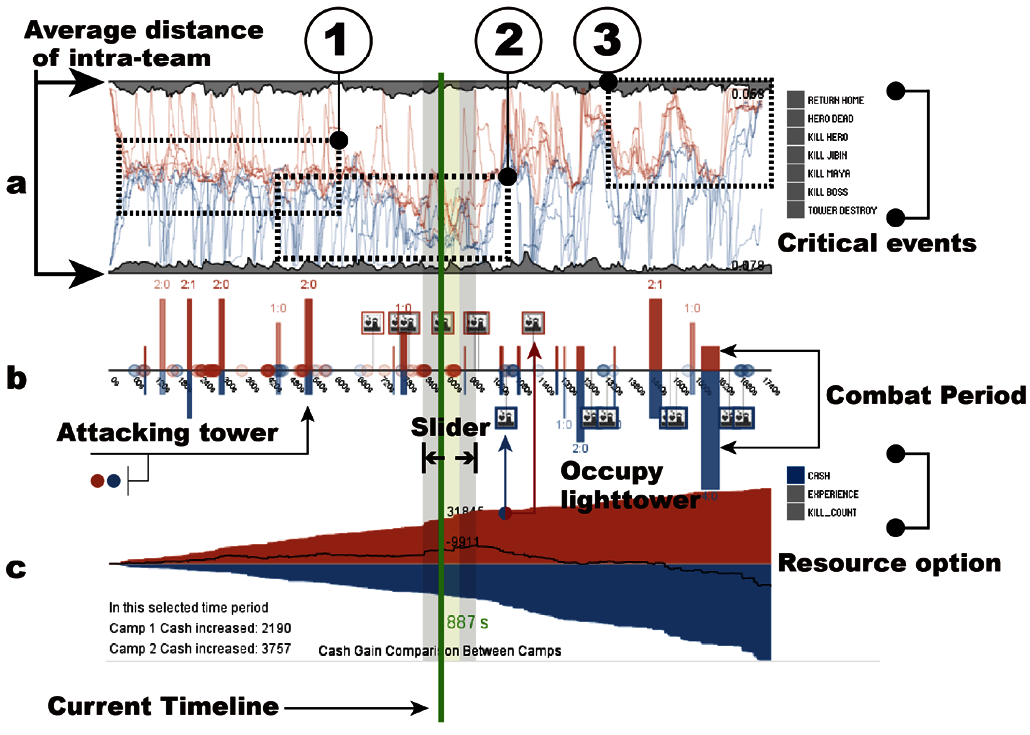 Average distance
of intra-team
1
2
3
0.069
RETURN HOME
HERO DEAD
KILL HERO
KILL JIBIN
KILL MAYA
KILL BOSS
TOWER DESTROY
a
Critical events
0.078
2:0
2:1
2:0
1:0
2:0
1:0
2:1
1:0
b
Combat Period
Attacking tower
Slider
1:0
2:0
Occupy
lighttower
CASH
EXPERIENCE
KILL_COUNT
31845
-9911
c
Resource option
In this selected time period
Camp 1 Cash increased: 2190
Camp 2 Cash increased: 3757
887 s
Cash Gain Comparison Between Camps
Current Timeline